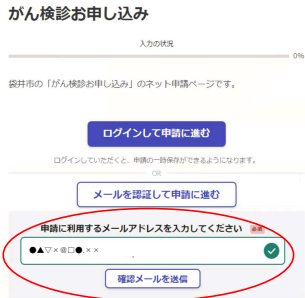 がん検診お申し込み
入力の状況
0%
袋井市の「がん検診お申し込み」のネット申請ページです。
ログインして申請に進む
ログインしていただくと、申請の一時保存ができるようになります。
OR
メールを認証して申請に進む
申請に利用するメールアドレスを入力してください 必須
●▲▽×@□●.××
確認メールを送信